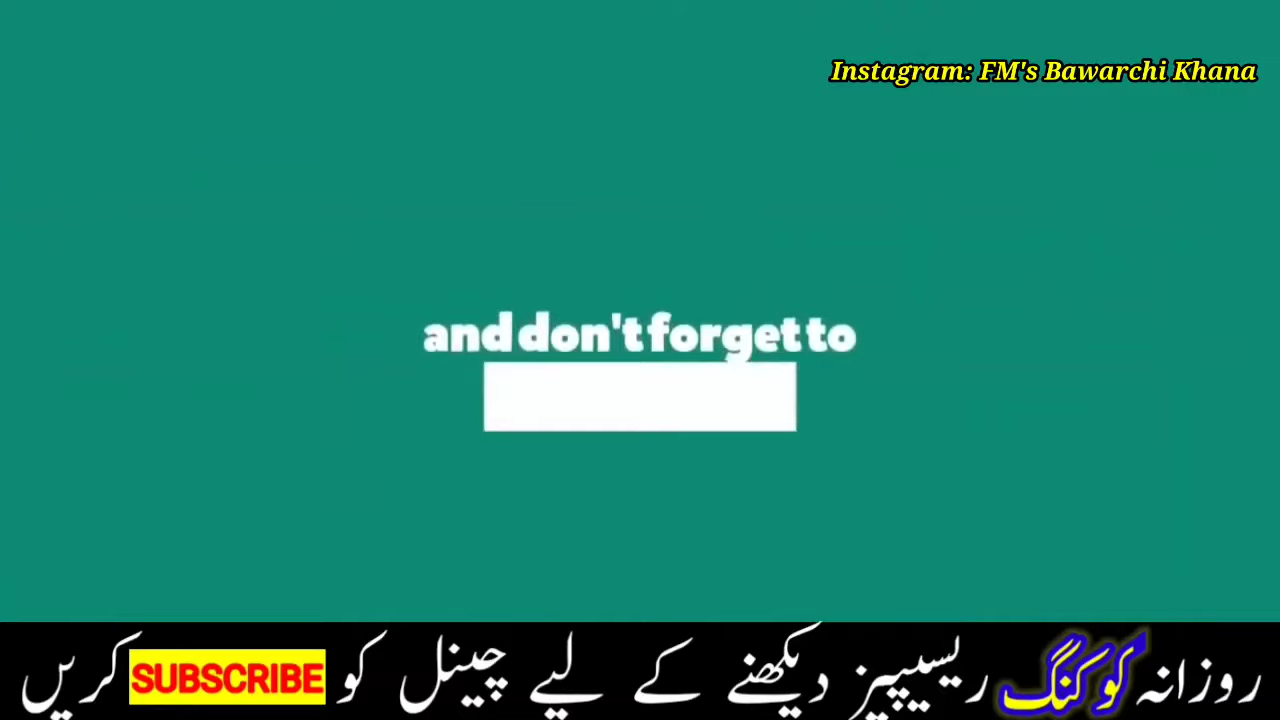 Instagram: FM's Bawarchi Khana
and don't forget to
روزانہ کوکنگ ریسیپیز دیکھنے کے لیے چینل کو SUBSCRIBE کریں